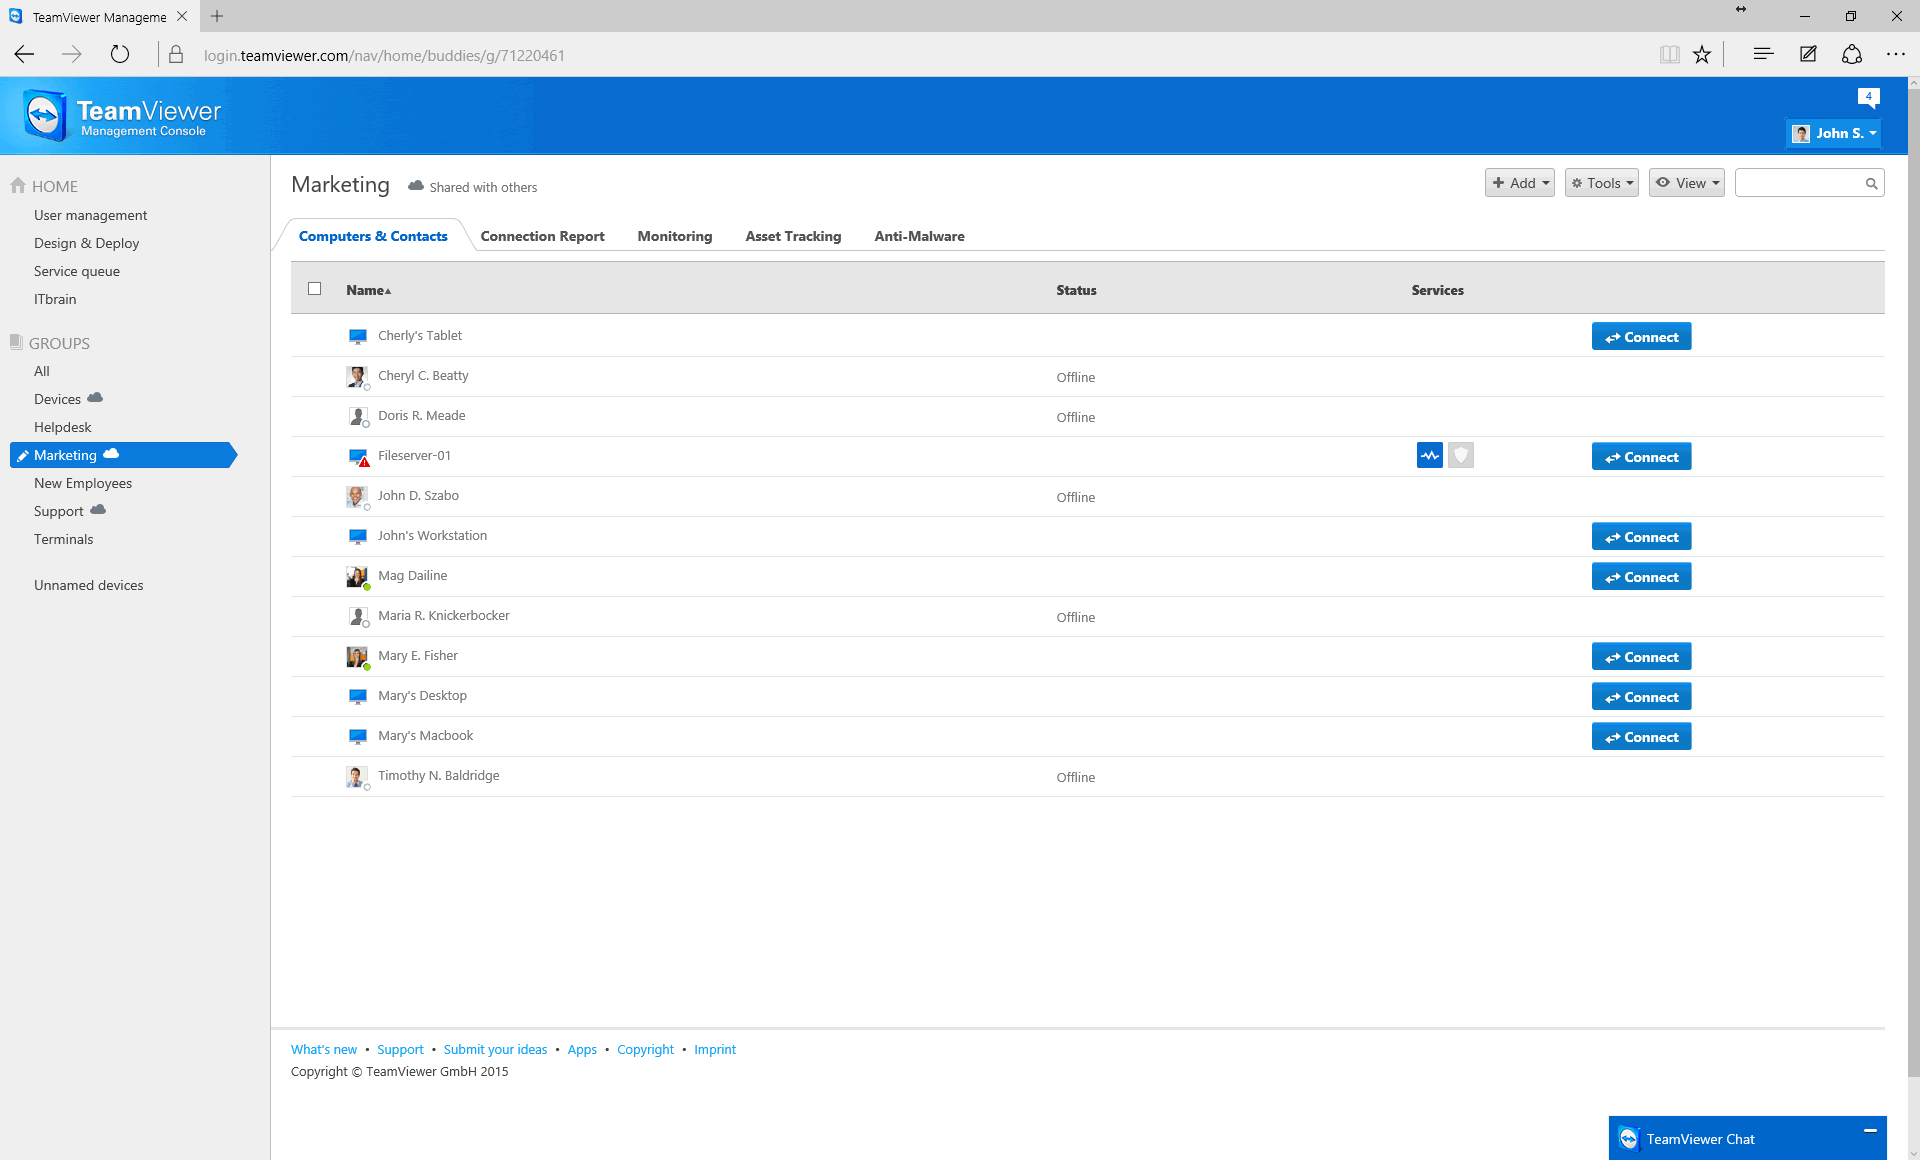 TeamViewer Manageme
login.teamviewer.com/nav/home/buddies/g/71220461
TeamViewer
Management Console
4
John S.
HOME
User management
Design & Deploy
Service queue
ITbrain
GROUPS
All
Devices
Helpdesk
Marketing
New Employees
Support
Terminals
Unnamed devices
Marketing Shared with others
Add Tools View
Computers & Contacts Connection Report Monitoring Asset Tracking Anti-Malware
Name Status Services
Cherly's Tablet Connect
Cheryl C. Beatty Offline
Doris R. Meade Offline
Fileserver-01 Connect
John D. Szabo Offline
John's Workstation Connect
Mag Dailine Connect
Maria R. Knickerbocker Offline
Mary E. Fisher Connect
Mary's Desktop Connect
Mary's Macbook Connect
Timothy N. Baldridge Offline
What's new • Support • Submit your ideas • Apps • Copyright • Imprint
Copyright © TeamViewer GmbH 2015
TeamViewer Chat